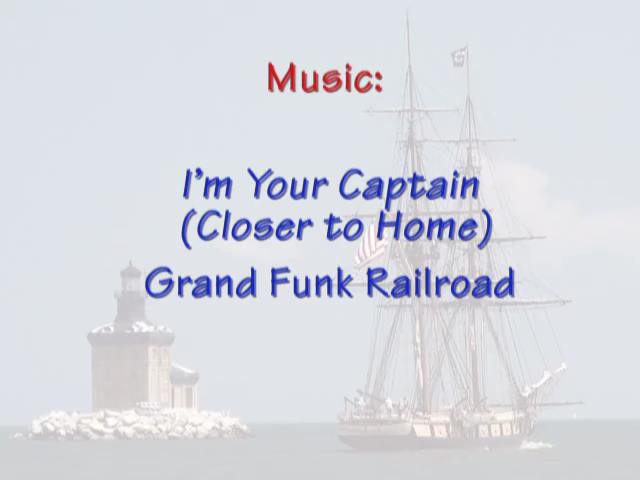 Music:
I'm Your Captain
(Closer to Home)
Grand Funk Railroad